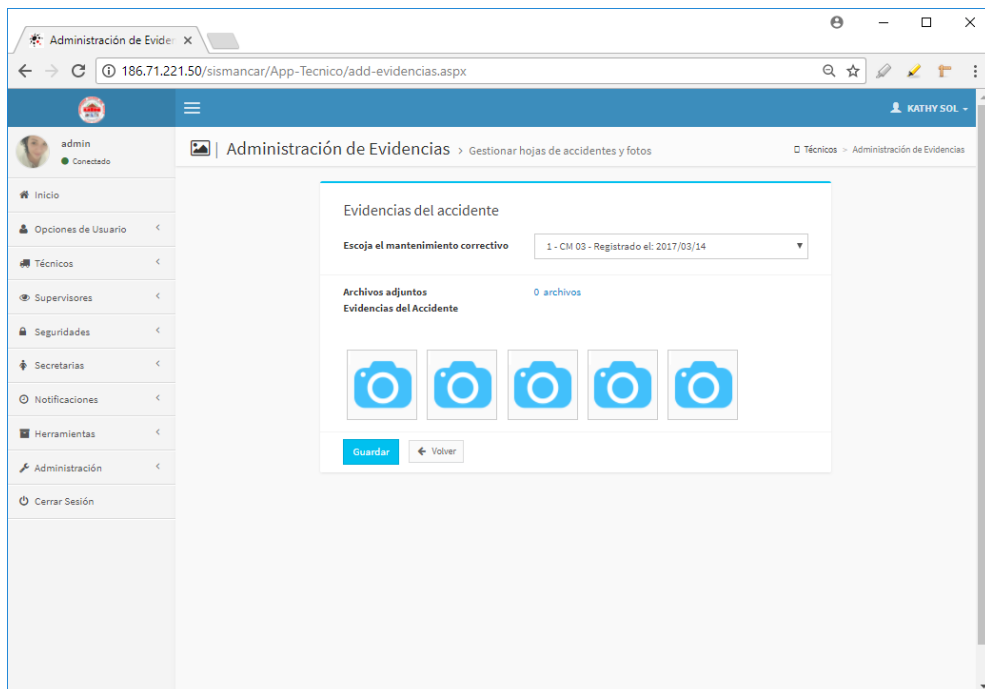 Administración de Evider
186.71.221.50/sismancar/App-Tecnico/add-evidencias.aspx
KATHY SOL
admin
Conectado
Administración de Evidencias > Gestionar hojas de accidentes y fotos
Técnicos > Administración de Evidencias
Inicio
Opciones de Usuario
Técnicos
Supervisores
Seguridades
Secretarias
Notificaciones
Herramientas
Administración
Cerrar Sesión
Evidencias del accidente
Escoja el mantenimiento correctivo
1 - CM 03 - Registrado el: 2017/03/14
Archivos adjuntos
0 archivos
Evidencias del Accidente
Guardar
Volver